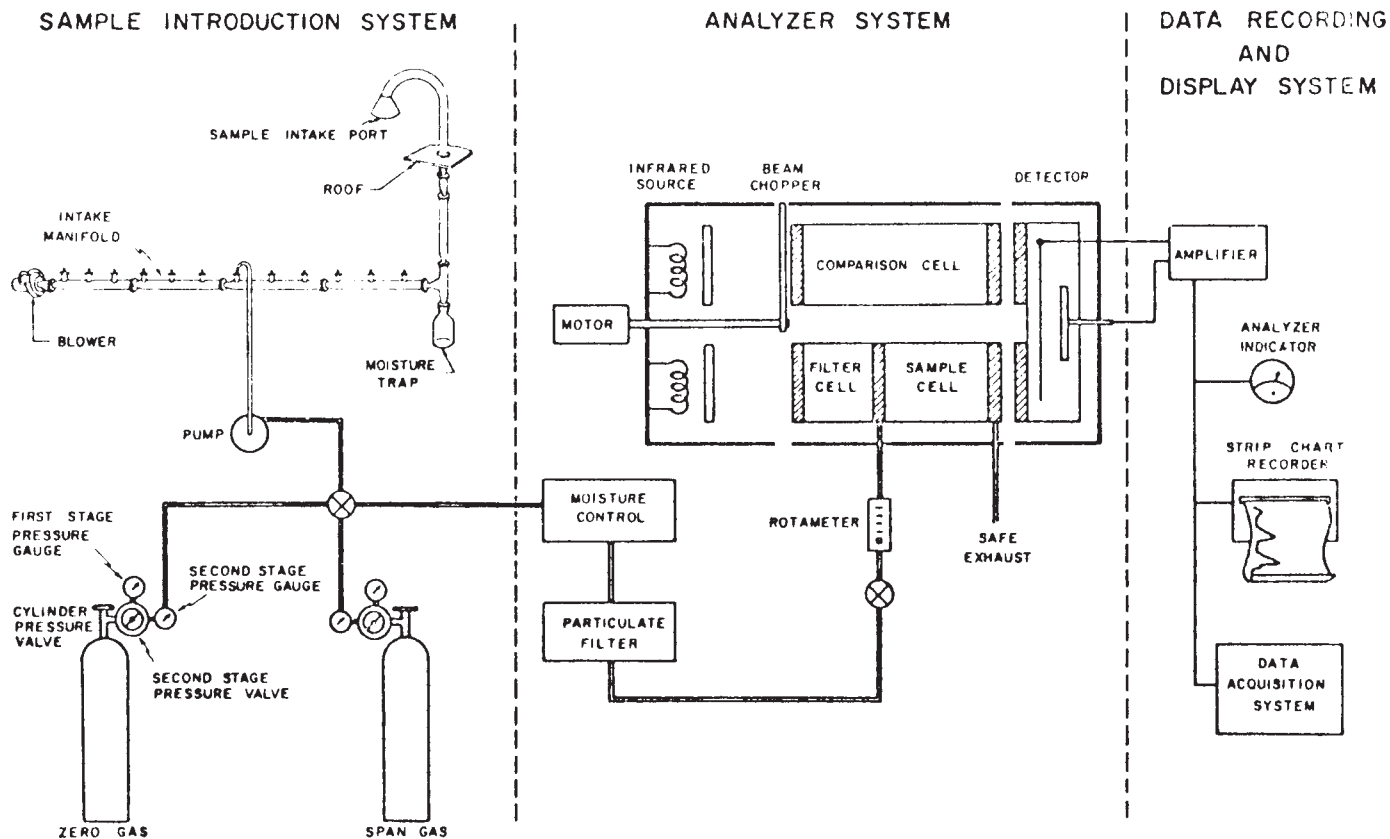 SAMPLE INTRODUCTION SYSTEM
ANALYZER SYSTEM
DATA RECORDING
AND
DISPLAY SYSTEM
SAMPLE INTAKE PORT
ROOF
INTAKE
MANIFOLD
BLOWER
MOISTURE
TRAP
PUMP
FIRST STAGE
PRESSURE
GAUGE
SECOND STAGE
PRESSURE GAUGE
CYLINDER
PRESSURE
VALVE
SECOND STAGE
PRESSURE VALVE
ZERO GAS
SPAN GAS
INFRARED
SOURCE
BEAM
CHOPPER
DETECTOR
COMPARISON CELL
MOTOR
FILTER
CELL
SAMPLE
CELL
MOISTURE
CONTROL
ROTAMETER
SAFE
EXHAUST
PARTICULATE
FILTER
AMPLIFIER
ANALYZER
INDICATOR
STRIP CHART
RECORDER
DATA
ACQUISITION
SYSTEM